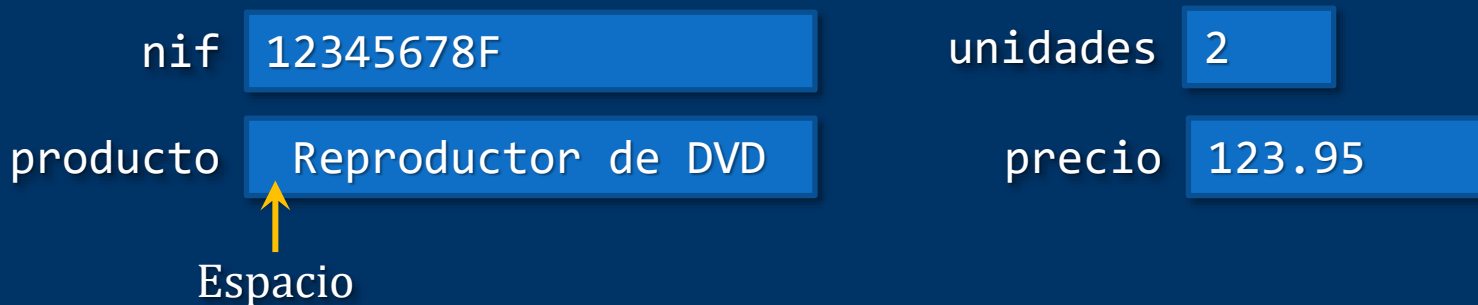 nif 12345678F unidades 2
producto Reproductor de DVD precio 123.95
Espacio